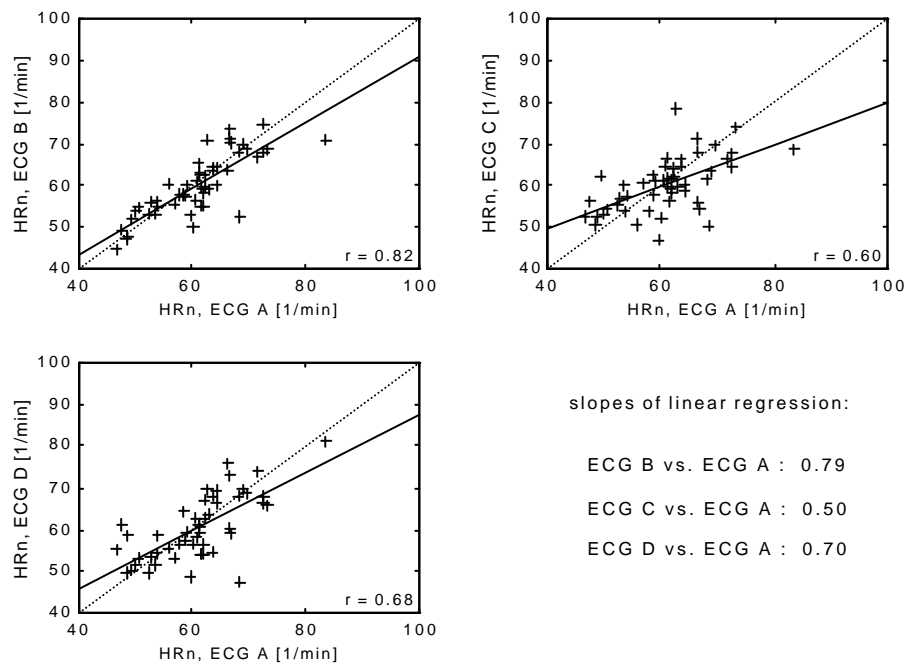 100
90
80
70
60
50
40
HRn, ECG B [1/min]
r = 0.82
40 60 80 100
HRn, ECG A [1/min]
100
90
80
70
60
50
40
HRn, ECG C [1/min]
r = 0.60
40 60 80 100
HRn, ECG A [1/min]
100
90
80
70
60
50
40
HRn, ECG D [1/min]
r = 0.68
40 60 80 100
HRn, ECG A [1/min]
slopes of linear regression:
ECG B vs. ECG A : 0.79
ECG C vs. ECG A : 0.50
ECG D vs. ECG A : 0.70